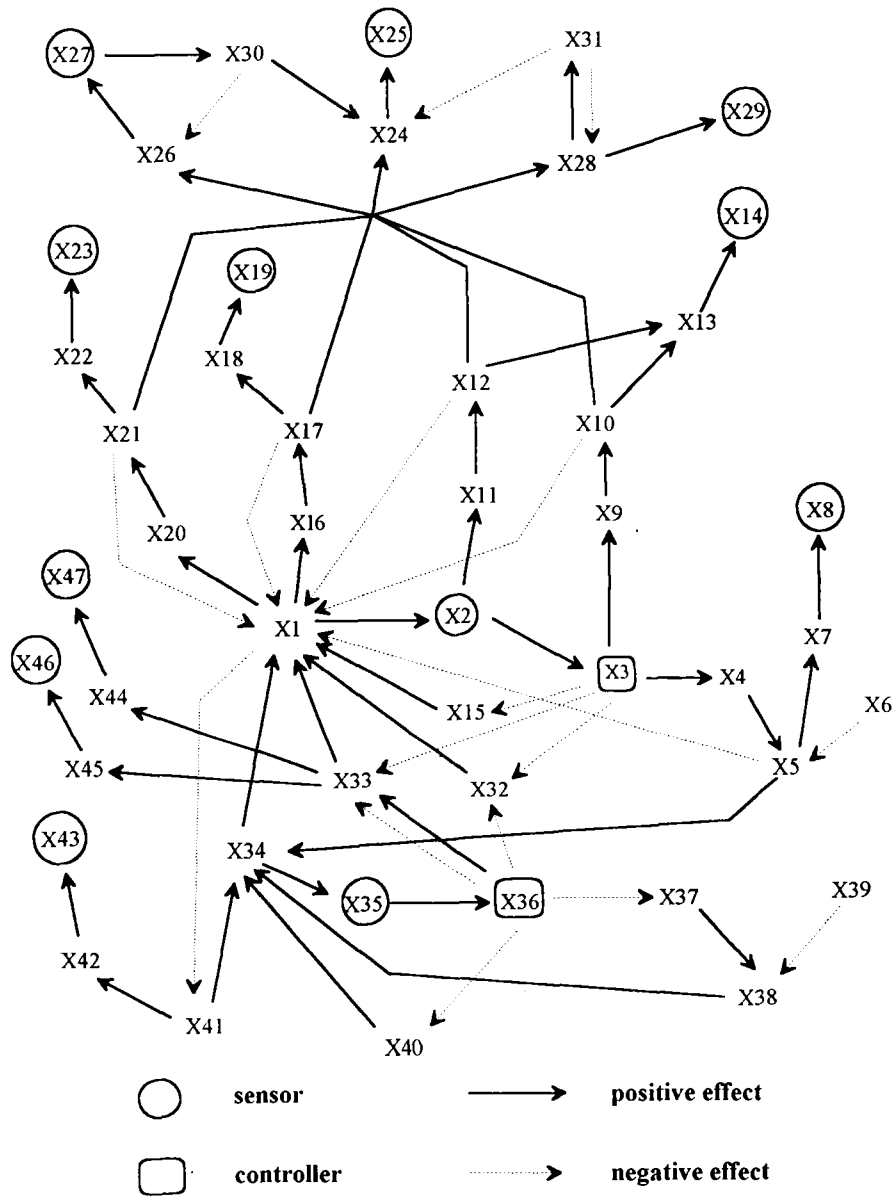 X27
X30
X25
X31
X24
X29
X26
X28
X14
X23
X19
X13
X22
X18
X12
X21
X17
X10
X11
X9
X20
X16
X8
X47
X2
X1
X7
X46
X3
X4
X44
X15
X6
X45
X33
X32
X5
X43
X34
X35
X36
X37
X39
X42
X38
X41
X40
sensor
positive effect
controller
negative effect